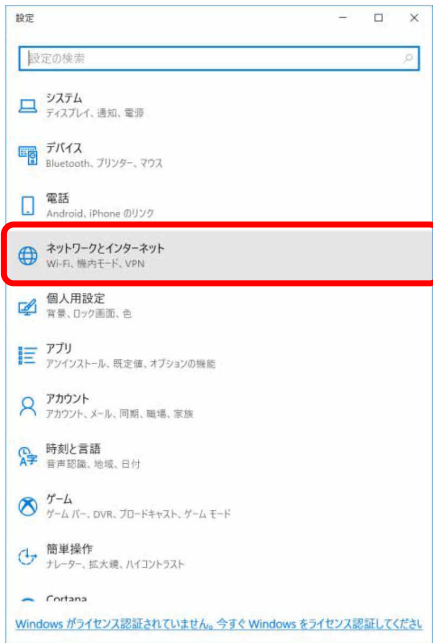 設定
設定の検索
システム
ディスプレイ、通知、電源
デバイス
Bluetooth、プリンター、マウス
電話
Android、iPhone のリンク
ネットワークとインターネット
Wi-Fi、機内モード、VPN
個人用設定
背景、ロック画面、色
アプリ
アンインストール、既定値、オプションの機能
アカウント
アカウント、メール、同期、職場、家族
時刻と言語
音声認識、地域、日付
ゲーム
ゲーム バー、DVR、ブロードキャスト、ゲーム モード
簡単操作
ナレーター、拡大鏡、ハイコントラスト
Cortana
Windows がライセンス認証されていません。今すぐ Windows をライセンス認証してくださ